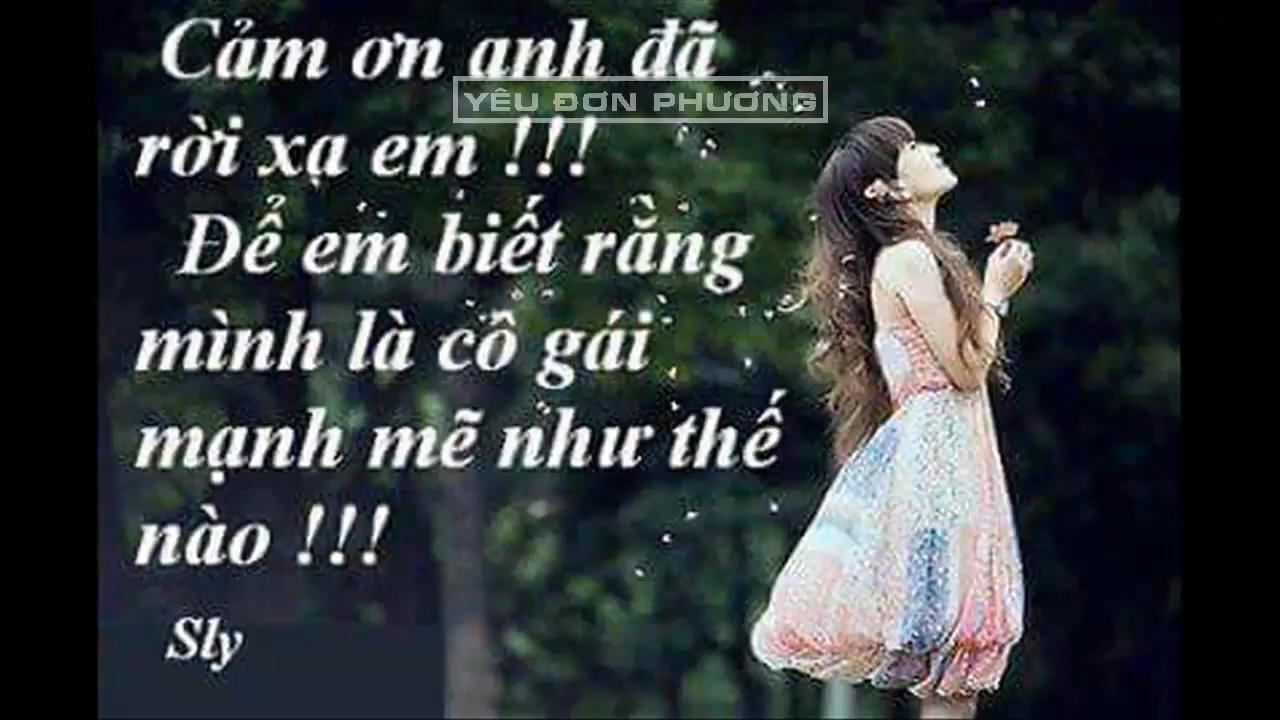 Cảm ơn anh đã
YÊU ĐƠN PHƯƠNG
rời xạ em !!!
Để em biết rằng
mình là cô gái
mạnh mẽ như thế
nào !!!
Sly